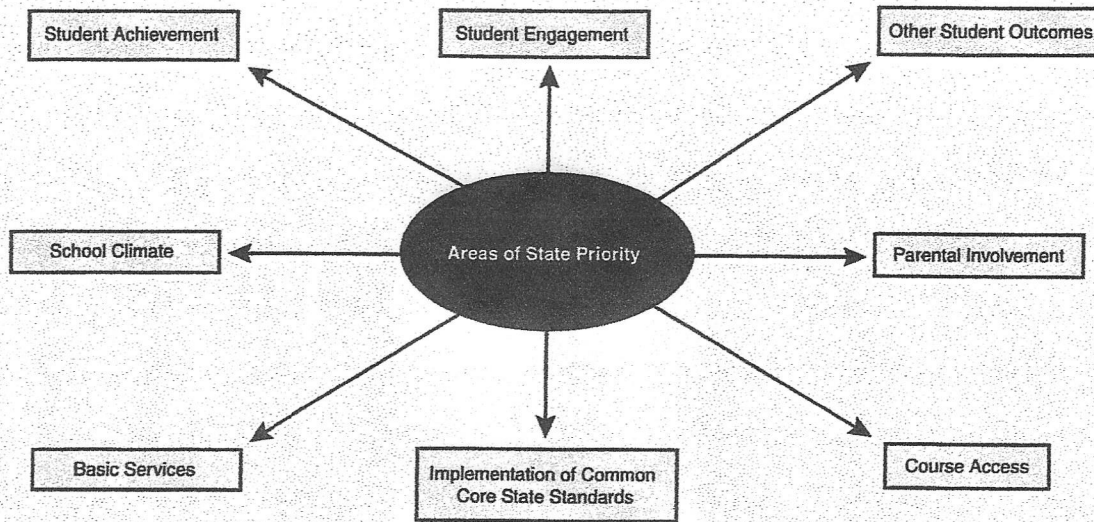 Student Achievement
Student Engagement
Other Student Outcomes
School Climate
Areas of State Priority
Parental Involvement
Basic Services
Implementation of Common
Core State Standards
Course Access